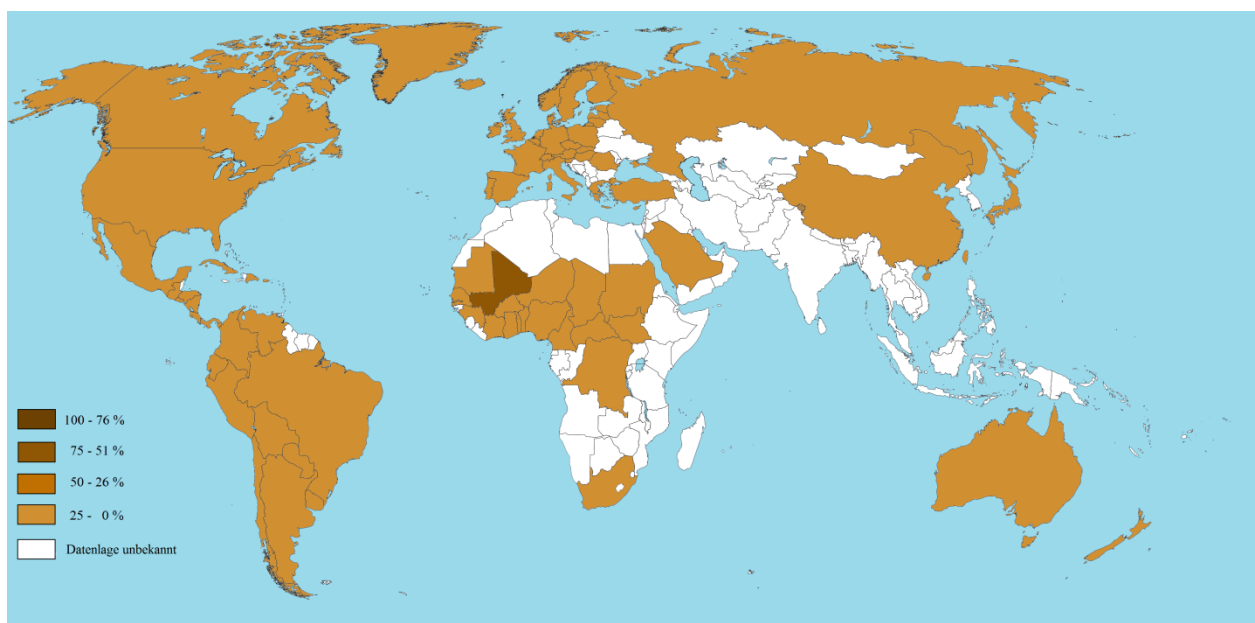 100 - 76 %
75 - 51 %
50 - 26 %
25 - 0 %
Datenlage unbekannt